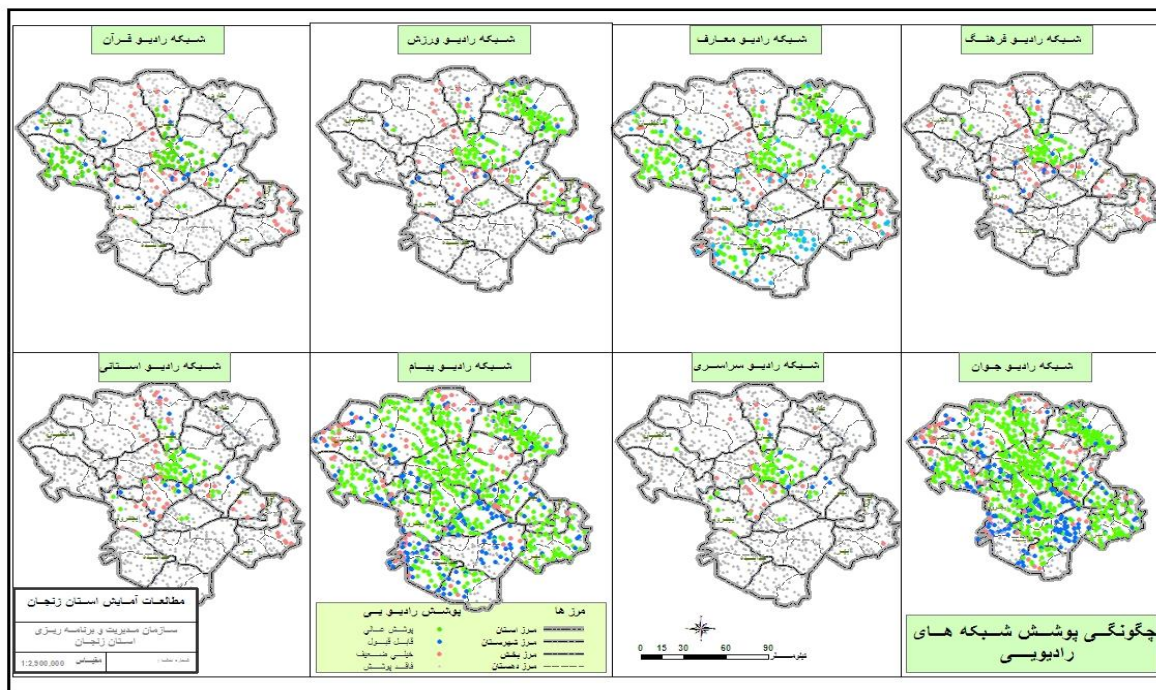 شبکه رادیو قرآن
شبکه رادیو ورزش
شبکه رادیو معارف
شبکه رادیو فرهنگ
شبکه رادیو استانی
شبکه رادیو پیام
شبکه رادیو سراسری
شبکه رادیو جوان
مطالعات آمایش استان زنجان
سازمان مدیریت و برنامه ریزی
استان زنجان
مقیاس 1:2,900,000
پوشش رادیو یی
پوشش عالی
قابل قبول
خیلی ضعیف
فاقد پوشش
مرز ها
مرز استان
مرز شهرستان
مرز بخش
مرز دهستان
0 15 30 60 90
کیلومتر
چگونگی پوشش شبکه های
رادیویی